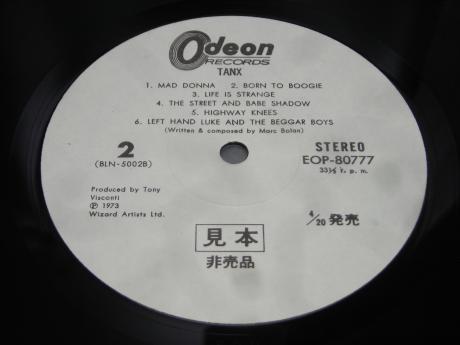 Odeon
RECORDS
TANX
1. MAD DONNA 2. BORN TO BOOGIE
3. LIFE IS STRANGE
4. THE STREET AND BABE SHADOW
5. HIGHWAY KNEES
6. LEFT HAND LUKE AND THE BEGGAR BOYS
(Written & composed by Marc Bolan)
2
(BLN-5002B)
STEREO
EOP-80777
33⅓ r. p. m.
Produced by Tony
Visconti
℗ 1973
Wizard Artists Ltd.
見本
非売品
4/20 発売